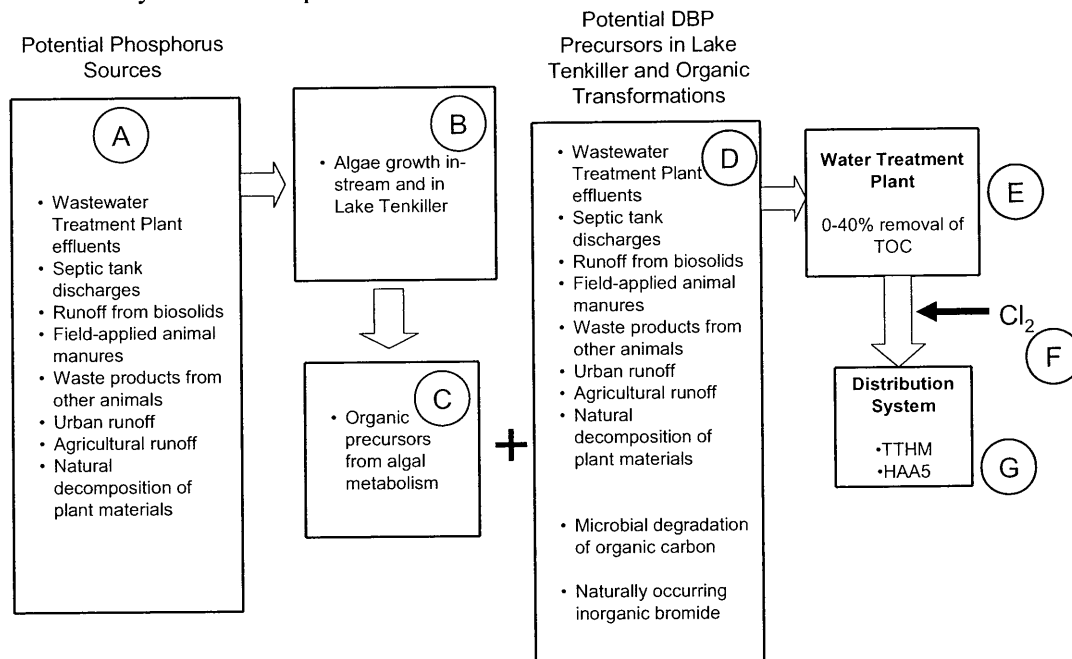 Potential Phosphorus
Sources
A
• Wastewater
Treatment Plant
effluents
• Septic tank
discharges
• Runoff from biosolids
• Field-applied animal
manures
• Waste products from
other animals
• Urban runoff
• Agricultural runoff
• Natural
decomposition of
plant materials
B
• Algae growth in-
stream and in
Lake Tenkiller
C
• Organic
precursors
from algal
metabolism
+
Potential DBP
Precursors in Lake
Tenkiller and Organic
Transformations
D
• Wastewater
Treatment Plant
effluents
• Septic tank
discharges
• Runoff from biosolids
• Field-applied animal
manures
• Waste products from
other animals
• Urban runoff
• Agricultural runoff
• Natural
decomposition of
plant materials
• Microbial degradation
of organic carbon
• Naturally occurring
inorganic bromide
Water Treatment
Plant
0-40% removal of
TOC
E
Cl₂
F
Distribution
System
•TTHM
•HAA5
G